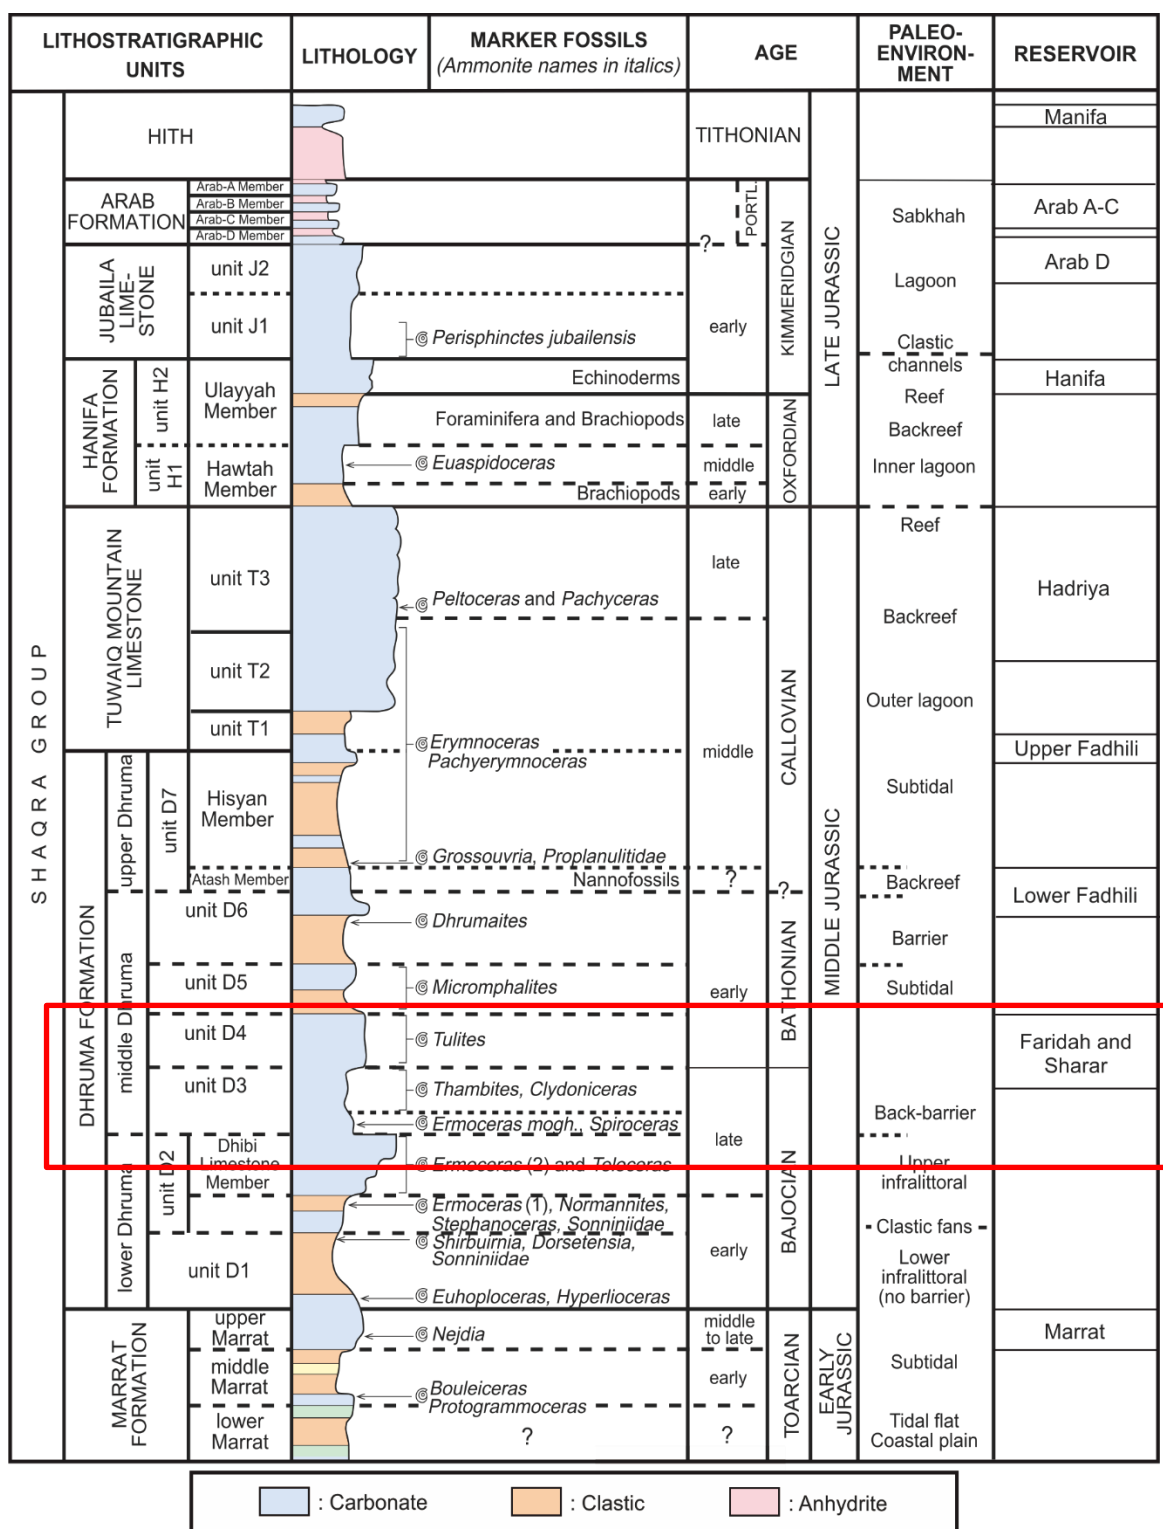 LITHOSTRATIGRAPHIC
UNITS
LITHOLOGY
MARKER FOSSILS
(Ammonite names in italics)
AGE
PALEO-
ENVIRON-
MENT
RESERVOIR
SHAQRA GROUP
HITH
TITHONIAN
LATE JURASSIC
Manifa
ARAB
FORMATION
Arab-A Member
Arab-B Member
Arab-C Member
Arab-D Member
PORTL.
?
KIMMERIDGIAN
Sabkhah
Arab A-C
Arab D
JUBAILA
LIME-
STONE
unit J2
unit J1
Perisphinctes jubailensis
early
Lagoon
Clastic
channels
HANIFA
FORMATION
unit H2
Ulayyah
Member
Echinoderms
Foraminifera and Brachiopods
late
OXFORDIAN
Reef
Backreef
Hanifa
unit
H1
Hawtah
Member
Euaspidoceras
Brachiopods
middle
early
Inner lagoon
TUWAIQ MOUNTAIN
LIMESTONE
unit T3
Peltoceras and Pachyceras
late
CALLOVIAN
MIDDLE JURASSIC
Reef
Backreef
Hadriya
unit T2
Outer lagoon
unit T1
Erymnoceras
Pachyerymnoceras
middle
Upper Fadhili
DHRUMA FORMATION
upper Dhruma
unit D7
Hisyan
Member
Subtidal
Grossouvria, Proplanulitidae
'Atash Member
Nannofossils
?
?
Backreef
Lower Fadhili
middle Dhruma
unit D6
Dhrumaites
BATHONIAN
Barrier
unit D5
Micromphalites
early
Subtidal
unit D4
Tulites
Faridah and
Sharar
unit D3
Thambites, Clydoniceras
Ermoceras mogh., Spiroceras
late
BAJOCIAN
Back-barrier
lower Dhruma
unit D2
Dhibi
Limestone
Member
Ermoceras (2) and Teloceras
Upper
infralittoral
Ermoceras (1), Normannites,
Stephanoceras, Sonniniidae
Clastic fans
unit D1
Shirbuirnia, Dorsetensia,
Sonniniidae
early
Lower
infralittoral
(no barrier)
Euhoploceras, Hyperlioceras
MARRAT
FORMATION
upper
Marrat
Nejdia
middle
to late
TOARCIAN
EARLY
JURASSIC
Marrat
middle
Marrat
Bouleiceras
Protogrammoceras
early
Subtidal
lower
Marrat
?
?
Tidal flat
Coastal plain
: Carbonate
: Clastic
: Anhydrite